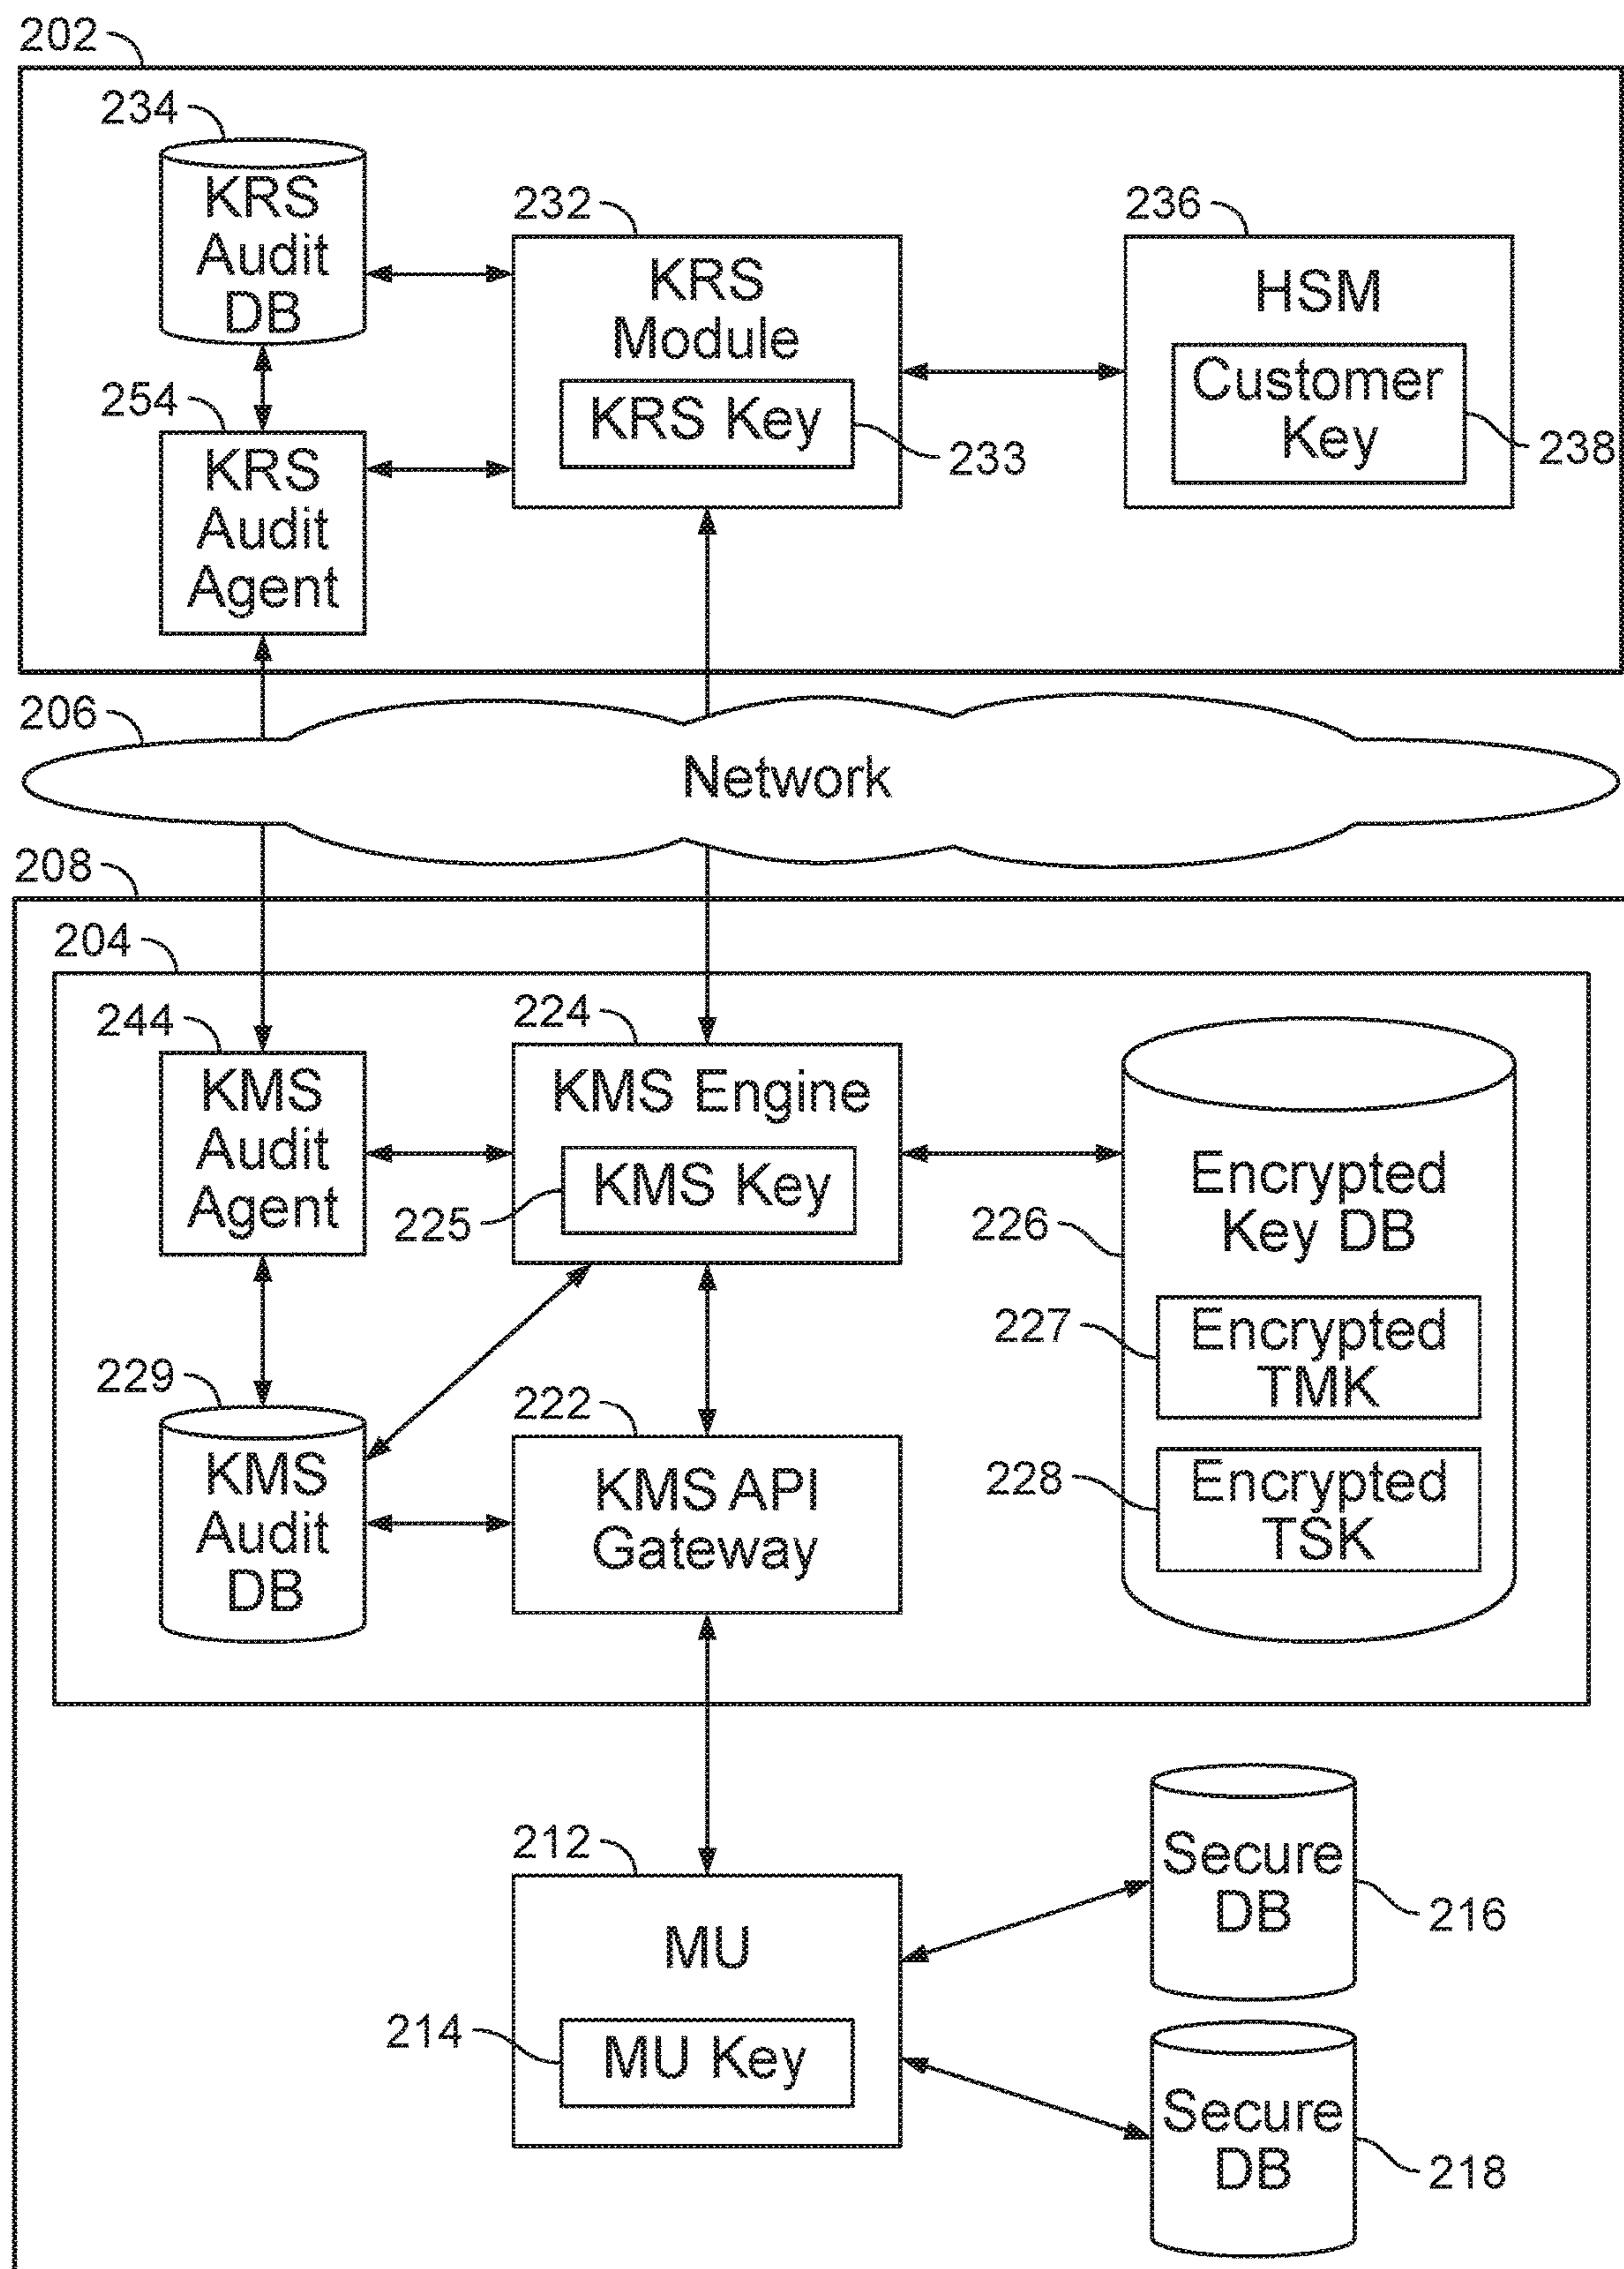 202
234
KRS
Audit
DB
232
KRS
Module
KRS Key
233
236
HSM
Customer
Key
238
254
KRS
Audit
Agent
206
Network
208
204
244
KMS
Audit
Agent
224
KMS Engine
KMS Key
225
226
Encrypted
Key DB
227
Encrypted
TMK
228
Encrypted
TSK
229
KMS
Audit
DB
222
KMS API
Gateway
212
MU
214
MU Key
Secure
DB
216
Secure
DB
218